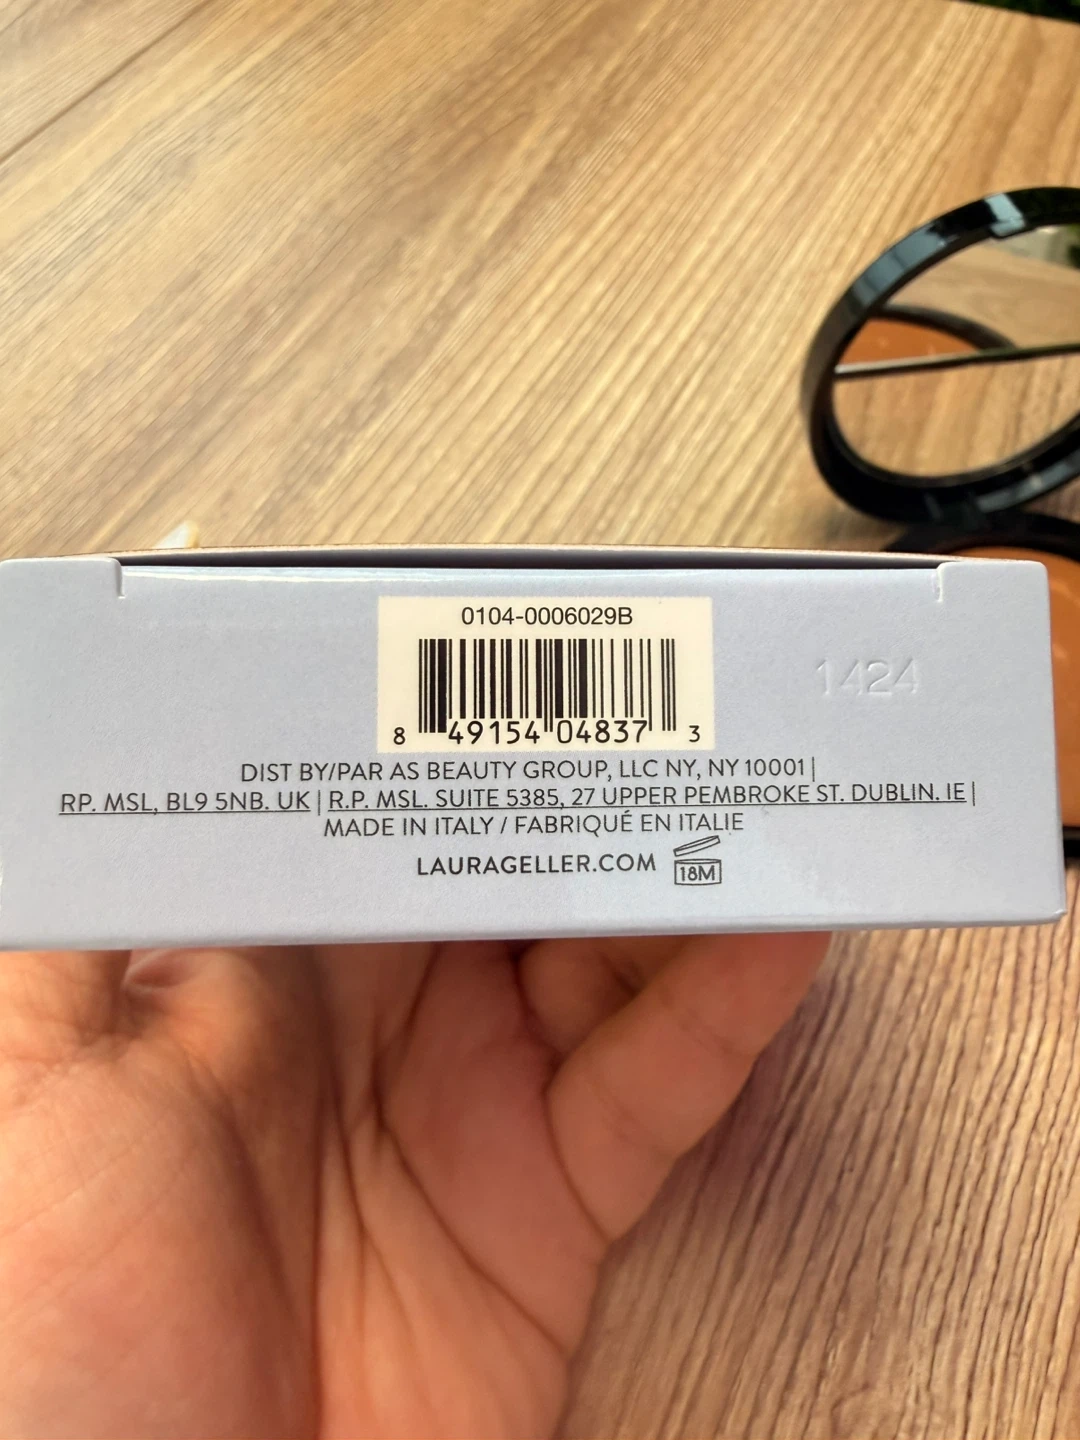 0104-0006029B
1424
8 49154 04837 3
DIST BY/PAR AS BEAUTY GROUP, LLC NY, NY 10001 |
RP. MSL, BL9 5NB. UK | R.P. MSL. SUITE 5385, 27 UPPER PEMBROKE ST. DUBLIN. IE |
MADE IN ITALY / FABRIQUÉ EN ITALIE
LAURAGELLER.COM 18M